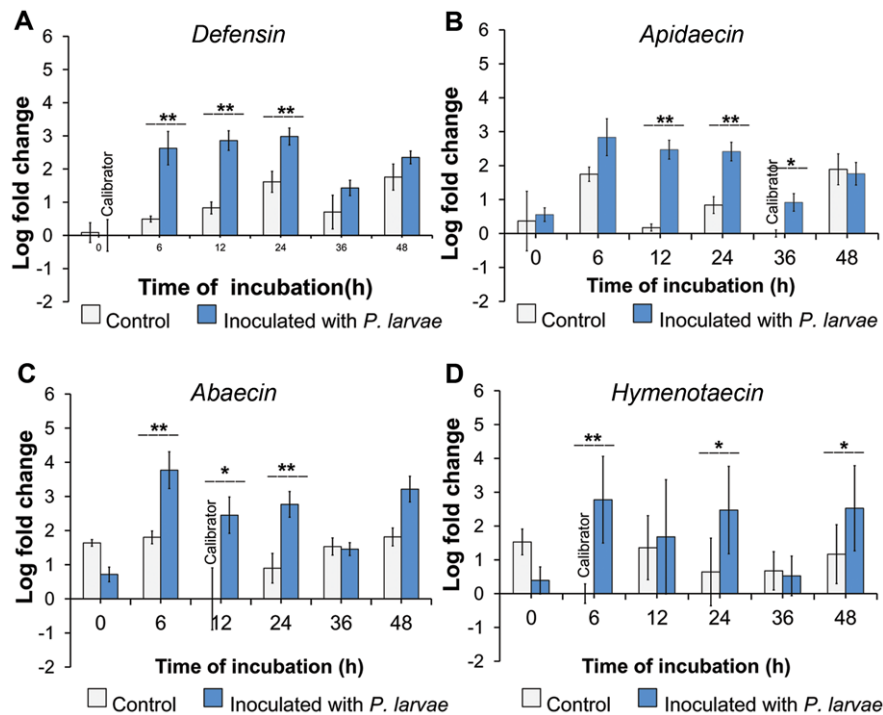 A
Defensin
Log fold change
6
5
4
3
2
1
0
-1
-2
Calibrator
**
**
**
0
6
12
24
36
48
Time of incubation(h)
Control
Inoculated with P. larvae
B
Apidaecin
Log fold change
6
5
4
3
2
1
0
-1
-2
**
**
Calibrator
*
0
6
12
24
36
48
Time of incubation (h)
Control
Inoculated with P. larvae
C
Abaecin
Log fold change
6
5
4
3
2
1
0
-1
-2
**
Calibrator
*
**
0
6
12
24
36
48
Time of incubation (h)
Control
Inoculated with P. larvae
D
Hymenotaecin
Log fold change
6
5
4
3
2
1
0
-1
-2
Calibrator
**
*
*
0
6
12
24
36
48
Time of incubation (h)
Control
Inoculated with P. larvae